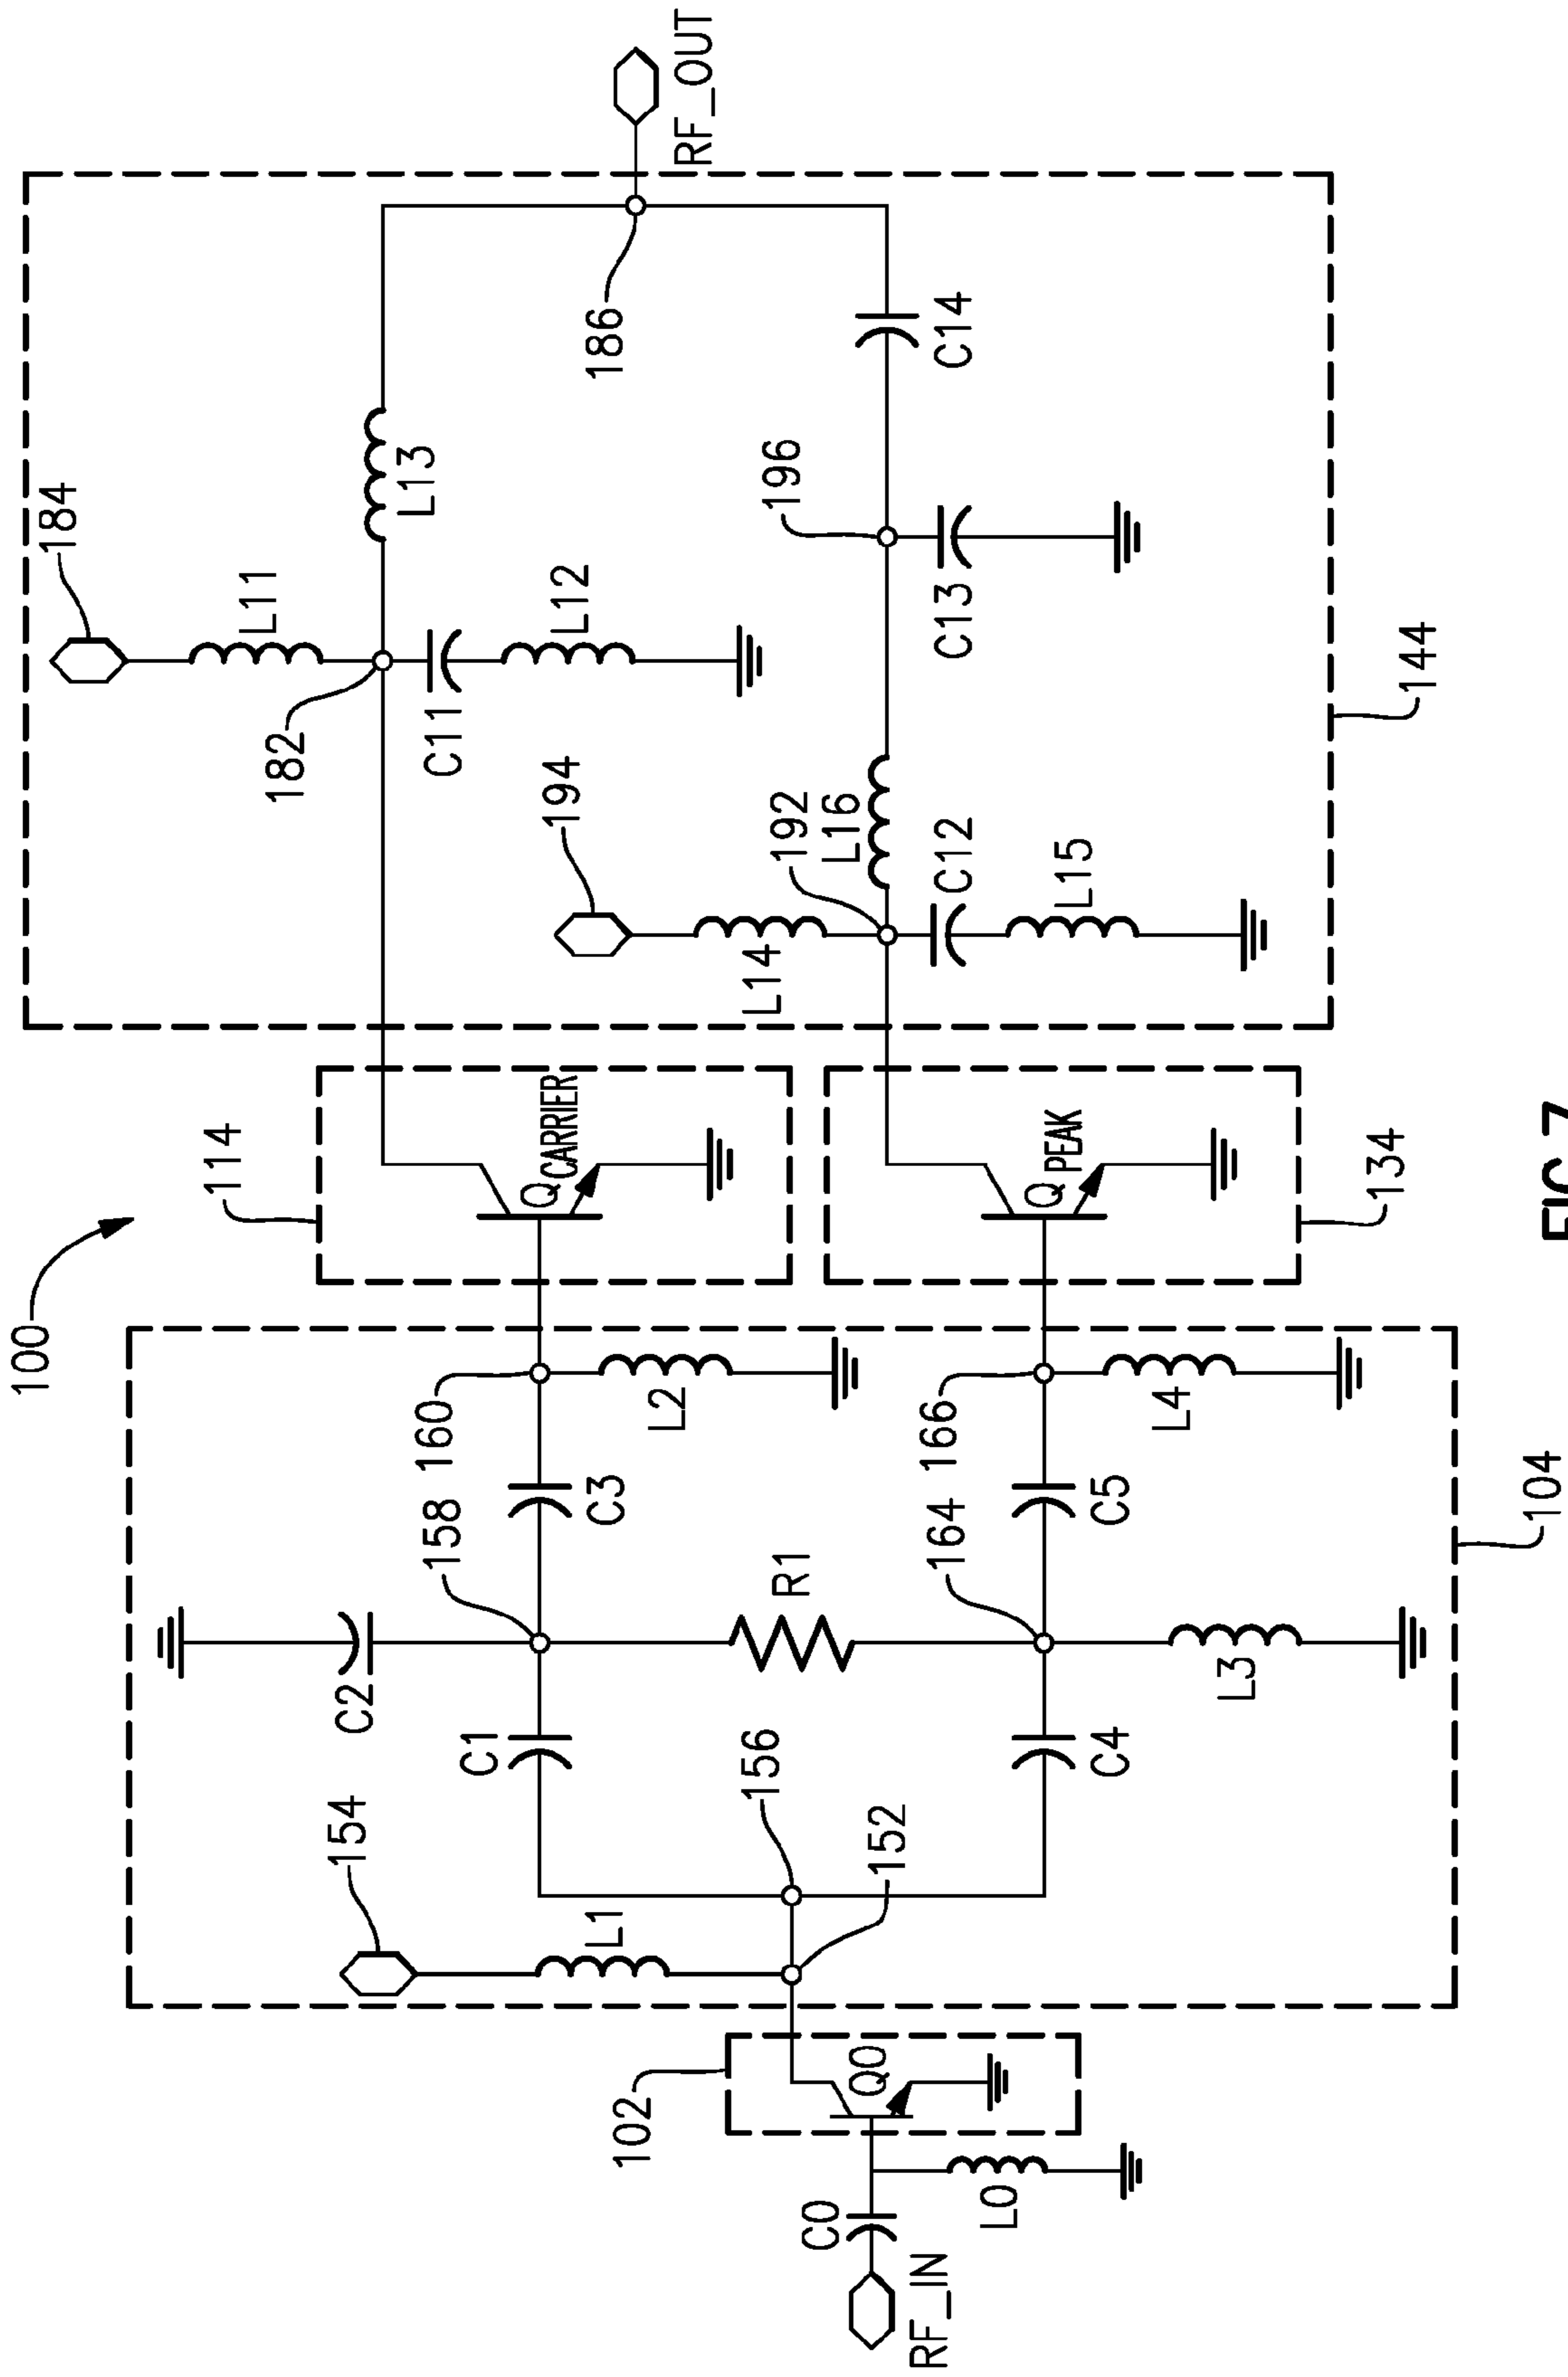 100
154
L1
C1
C2
158
160
C3
L2
114
QCARRIER
182
184
L11
C11
L12
L13
186
RF_OUT
102
Q0
C0
L0
RF_IN
156
152
R1
164
166
C4
C5
L3
L4
104
QPEAK
134
194
L14
192
L16
C12
L15
196
C13
C14
144